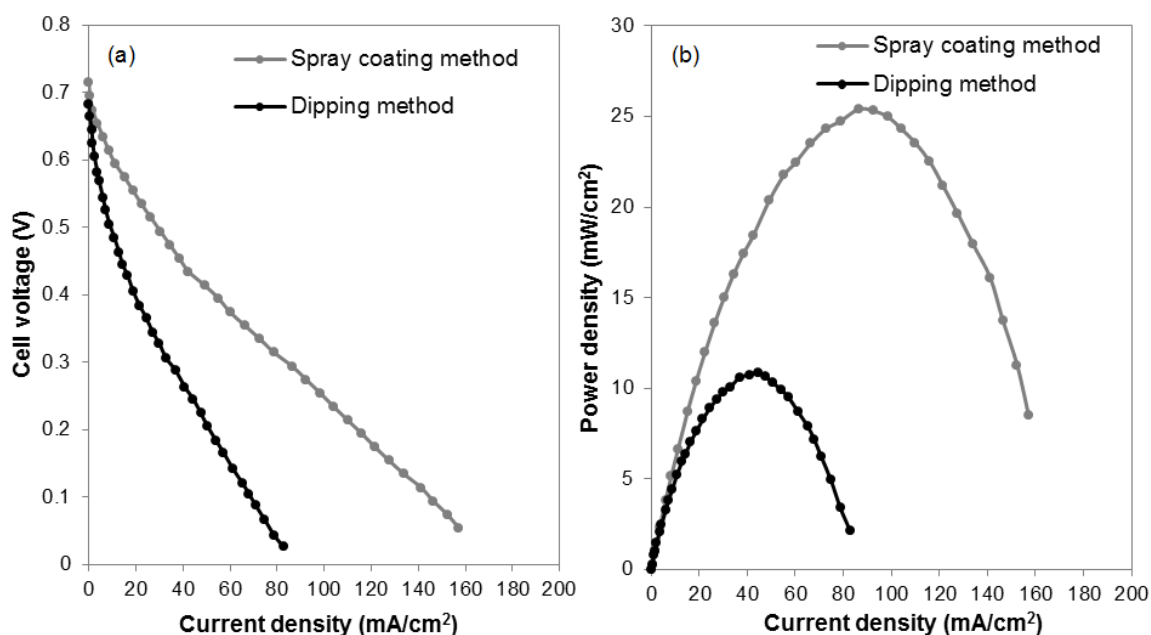 (a)
Spray coating method
Dipping method
Cell voltage (V)
0.8
0.7
0.6
0.5
0.4
0.3
0.2
0.1
0
0 20 40 60 80 100 120 140 160 180 200
Current density (mA/cm²)
(b)
Spray coating method
Dipping method
Power density (mW/cm²)
30
25
20
15
10
5
0
0 20 40 60 80 100 120 140 160 180 200
Current density (mA/cm²)